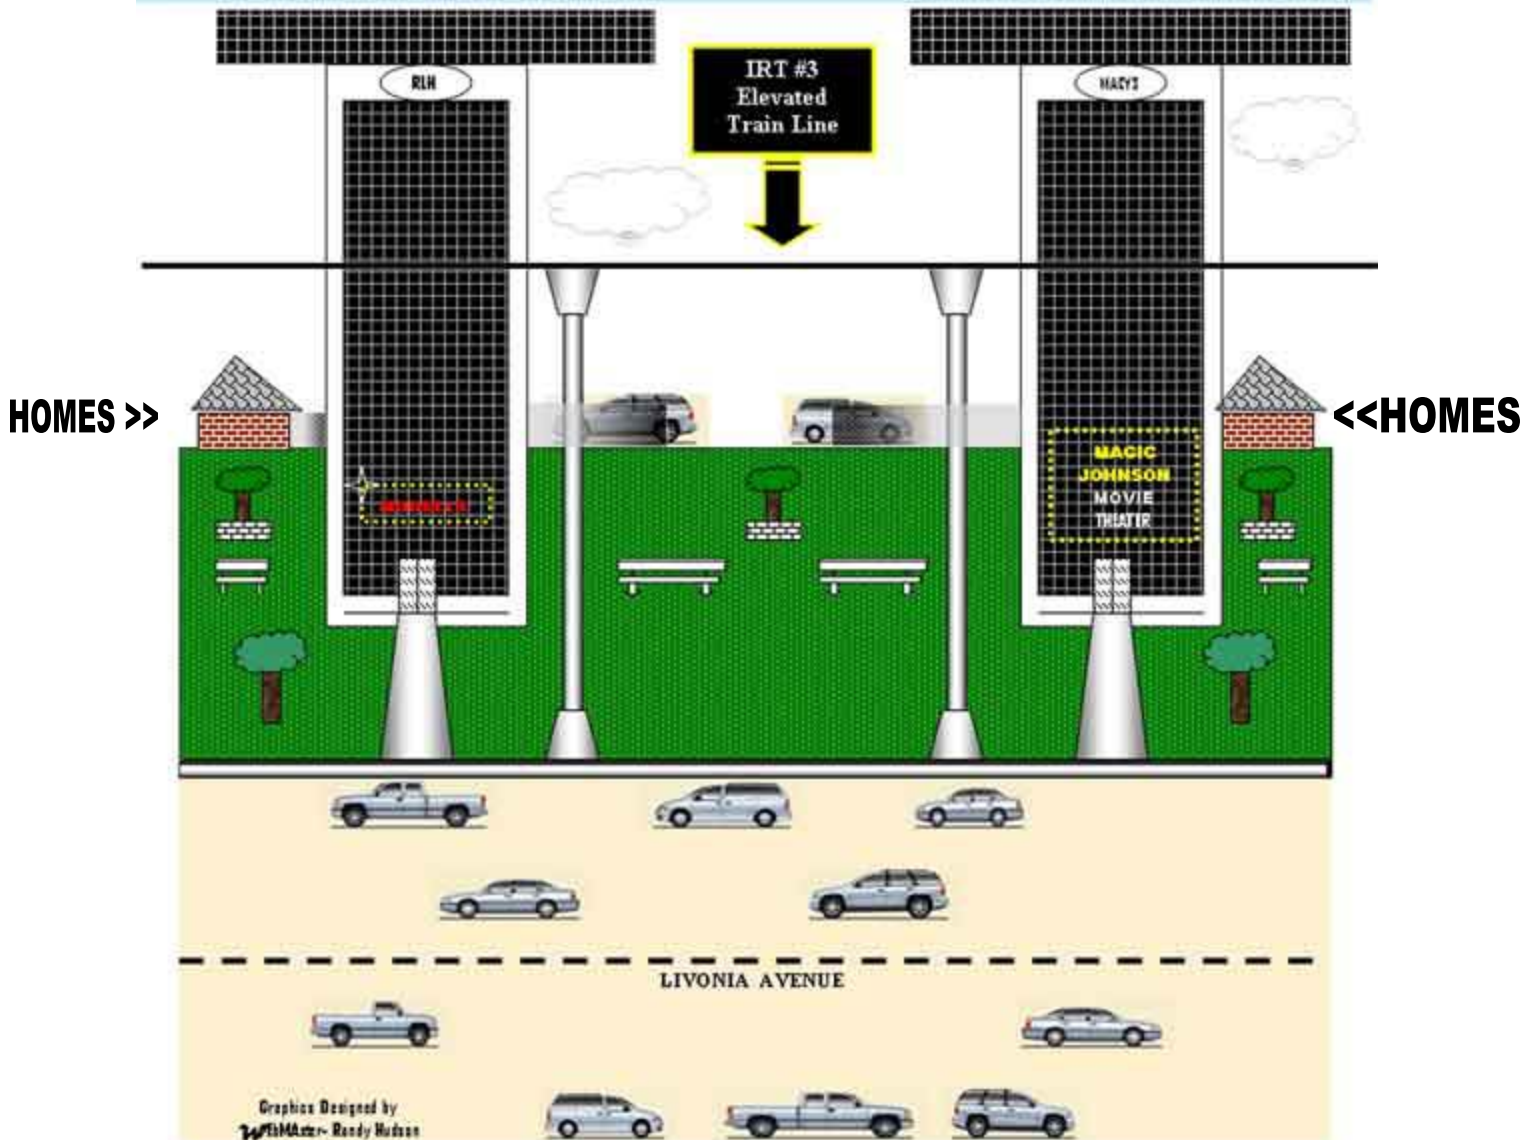 RLH
MACYS
IRT #3
Elevated
Train Line
HOMES >>
<<HOMES
MAGIC
JOHNSON
MOVIE
THEATER
LIVONIA AVENUE
Graphics Designed by
WEbMAster~ Randy Hudson